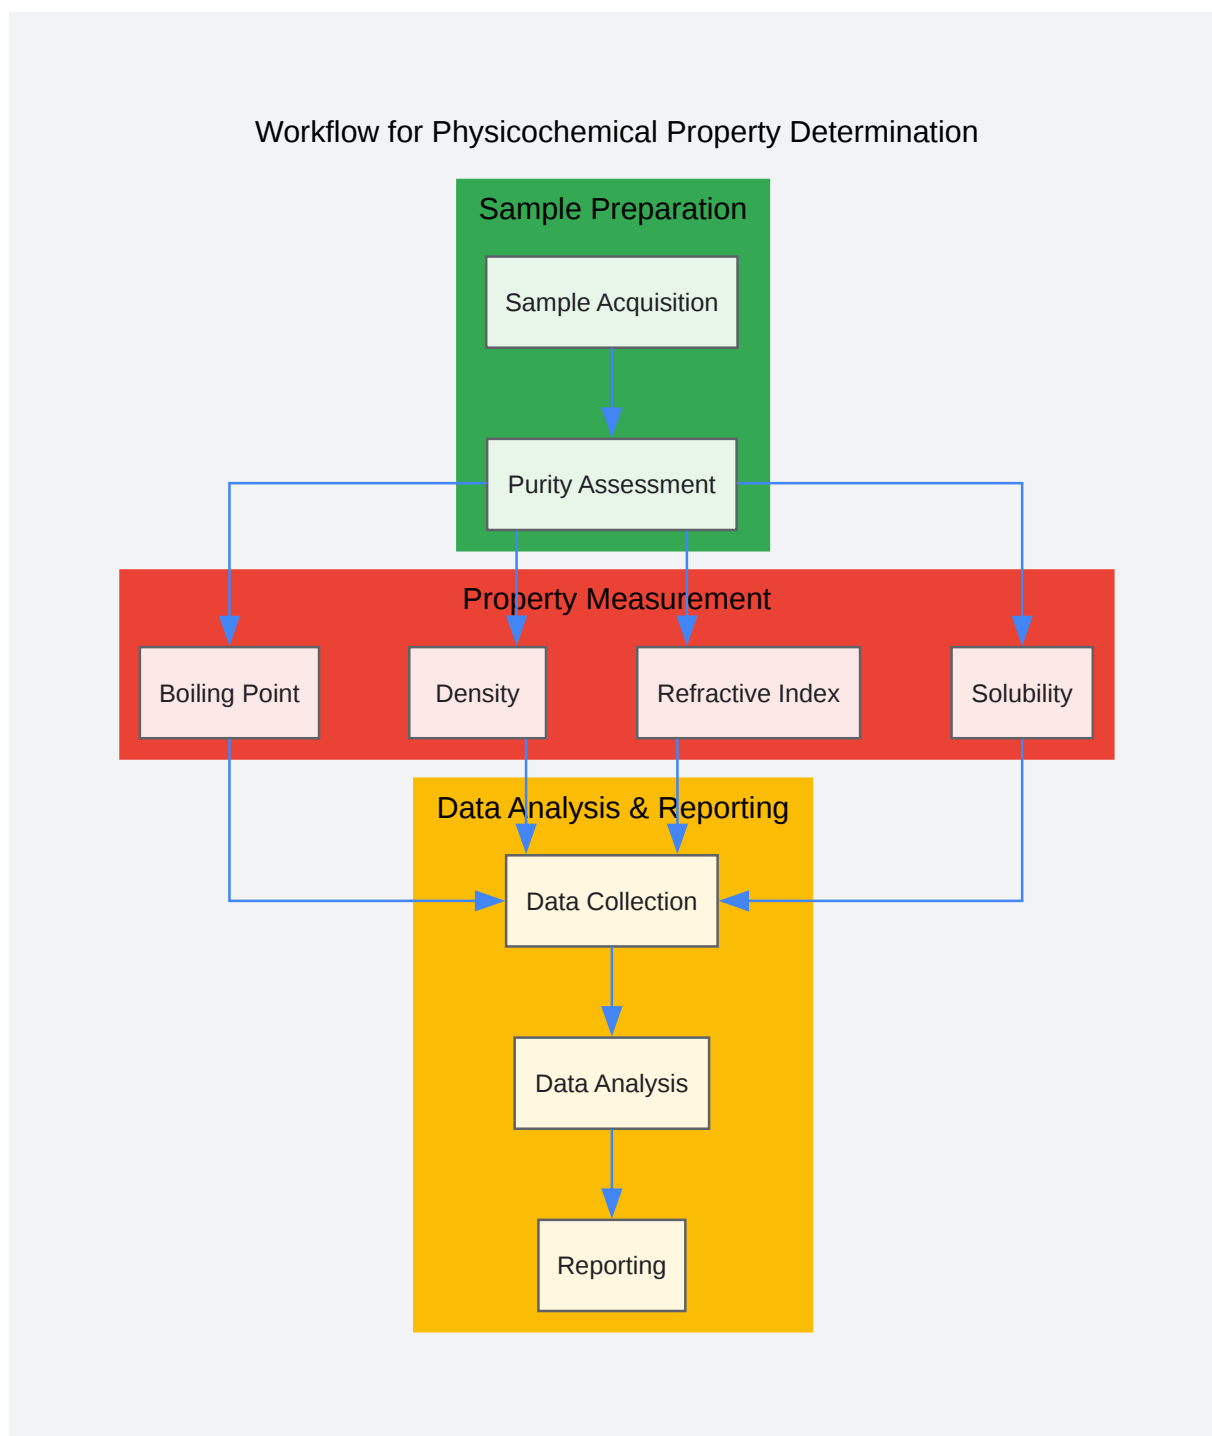 Workflow for Physicochemical Property Determination
Sample Preparation
Sample Acquisition
Purity Assessment
Property Measurement
Boiling Point
Density
Refractive Index
Solubility
Data Analysis & Reporting
Data Collection
Data Analysis
Reporting